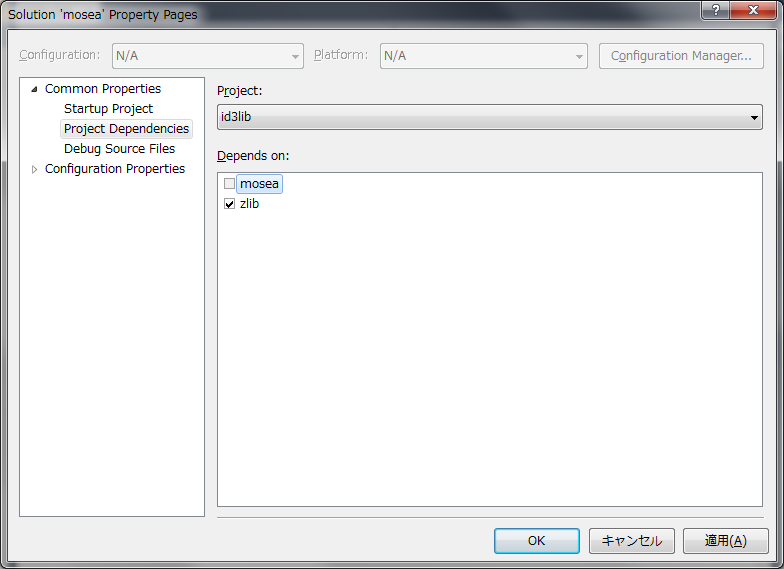 Solution 'mosea' Property Pages
?
Configuration: N/A Platform: N/A Configuration Manager...
Common Properties
Startup Project
Project Dependencies
Debug Source Files
Configuration Properties
Project:
id3lib
Depends on:
mosea
zlib
OK キャンセル 適用(A)